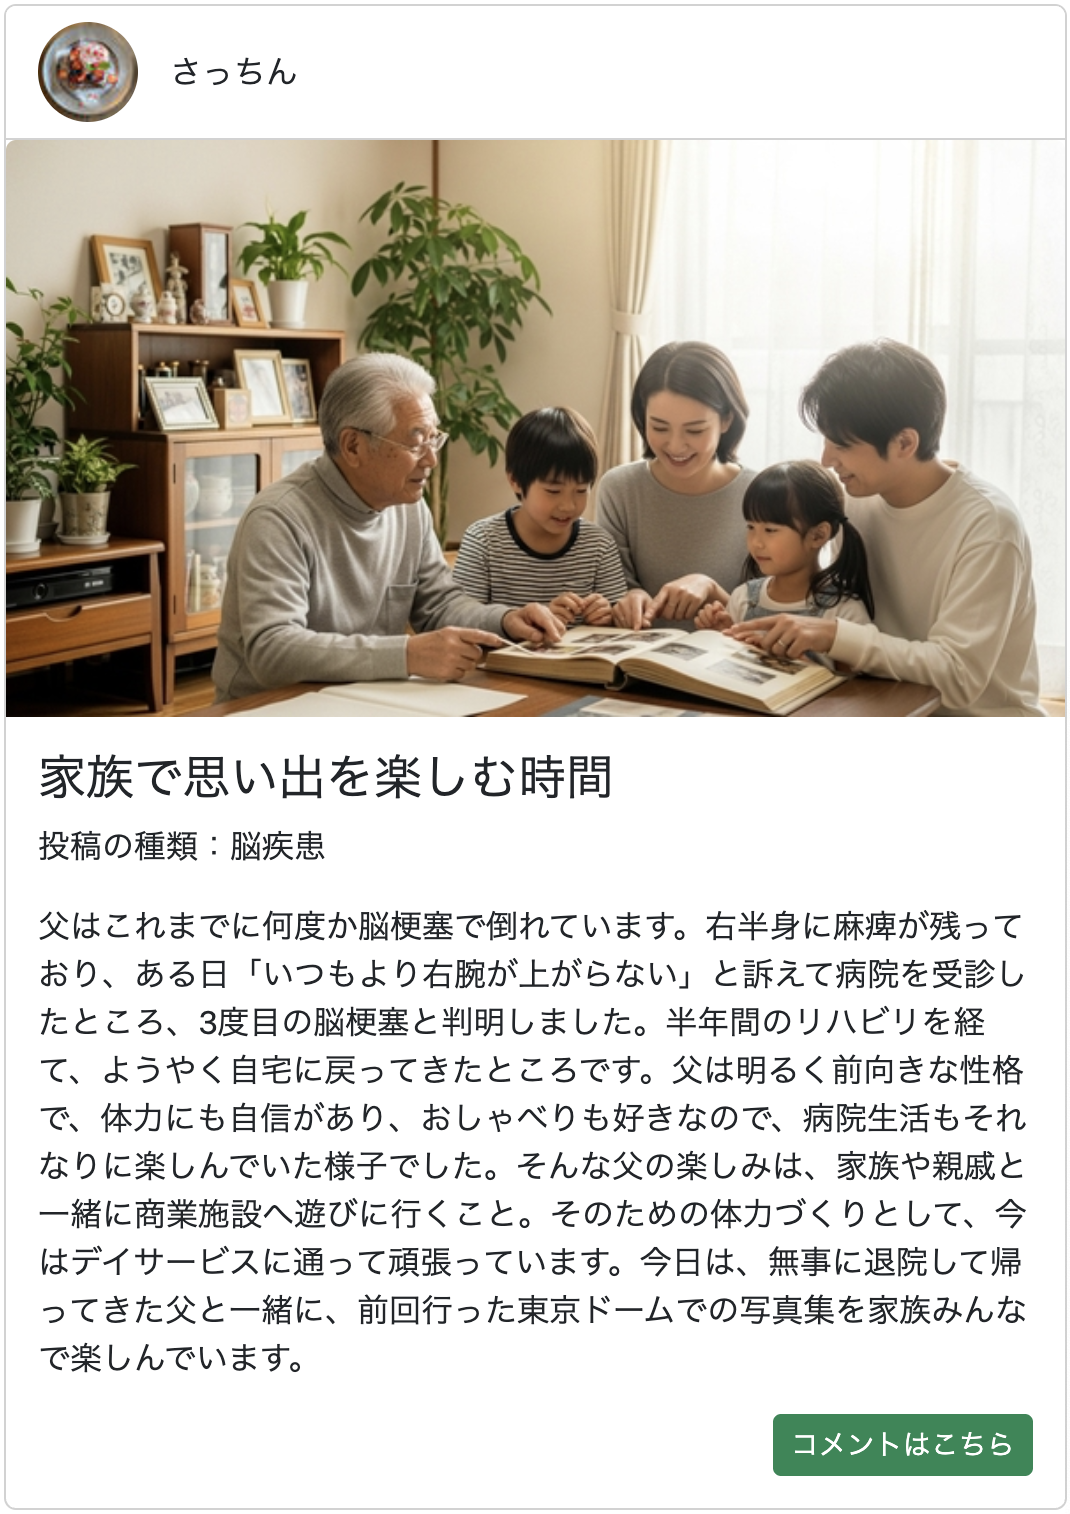 さっちん
家族で思い出を楽しむ時間
投稿の種類：脳疾患
父はこれまでに何度か脳梗塞で倒れています。右半身に麻痺が残って
おり、ある日「いつもより右腕が上がらない」と訴えて病院を受診し
たところ、3度目の脳梗塞と判明しました。半年間のリハビリを経
て、ようやく自宅に戻ってきたところです。父は明るく前向きな性格
で、体力にも自信があり、おしゃべりも好きなので、病院生活もそれ
なりに楽しんでいた様子でした。そんな父の楽しみは、家族や親戚と
一緒に商業施設へ遊びに行くこと。そのための体力づくりとして、今
はデイサービスに通って頑張っています。今日は、無事に退院して帰
ってきた父と一緒に、前回行った東京ドームでの写真集を家族みんな
で楽しんでいます。
コメントはこちら